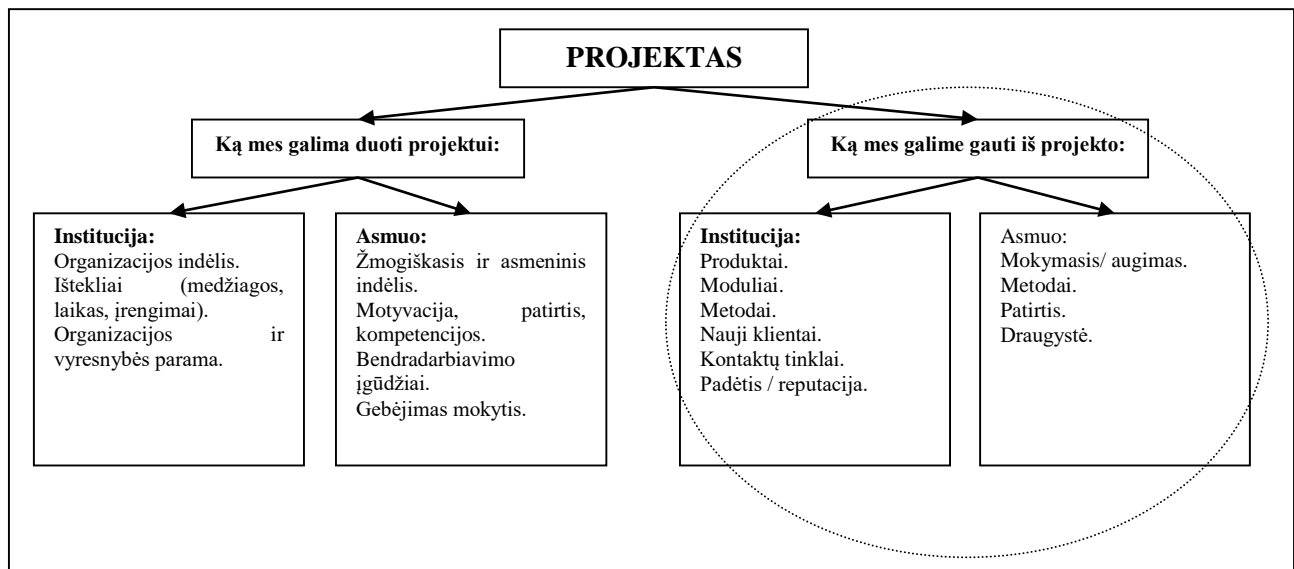 PROJEKTAS
Ką mes galima duoti projektui:
Ką mes galime gauti iš projekto:
Institucija:
Organizacijos indėlis.
Ištekliai (medžiagos,
laikas, įrengimai).
Organizacijos ir
vyresnybės parama.
Asmuo:
Žmogiškasis ir asmeninis
indėlis.
Motyvacija, patirtis,
kompetencijos.
Bendradarbiavimo
įgūdžiai.
Gebėjimas mokytis.
Institucija:
Produktai.
Moduliai.
Metodai.
Nauji klientai.
Kontaktų tinklai.
Padėtis / reputacija.
Asmuo:
Mokymasis/ augimas.
Metodai.
Patirtis.
Draugystė.